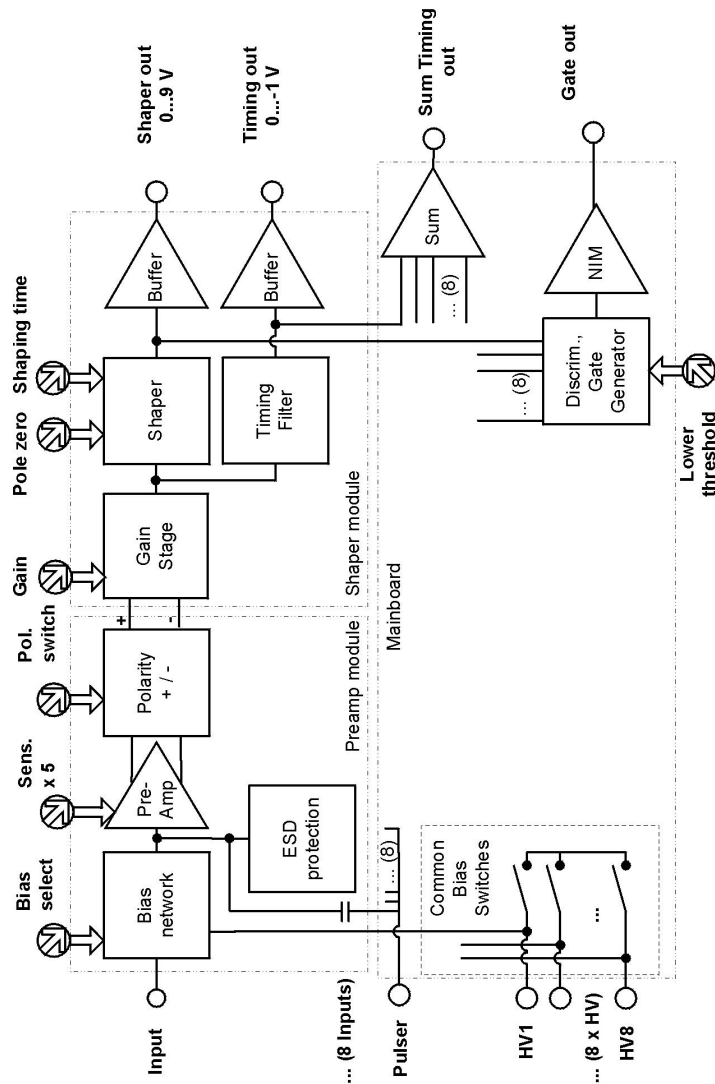 Bias
select
Sens.
x 5
Pol.
switch
Gain
Pole zero
Shaping time
Shaper out
0...9 V
Timing out
0...-1 V
Sum Timing
out
Gate out
Input
Bias
network
Pre-
Amp
Polarity
+ / -
+
-
Gain
Stage
Shaper
Buffer
Timing
Filter
Buffer
ESD
protection
Preamp module
Shaper module
... (8 Inputs)
Pulser
... (8)
Mainboard
Sum
... (8)
NIM
Discrim.,
Gate
Generator
... (8)
Lower
threshold
Common
Bias
Switches
...
HV1
... (8 x HV)
HV8